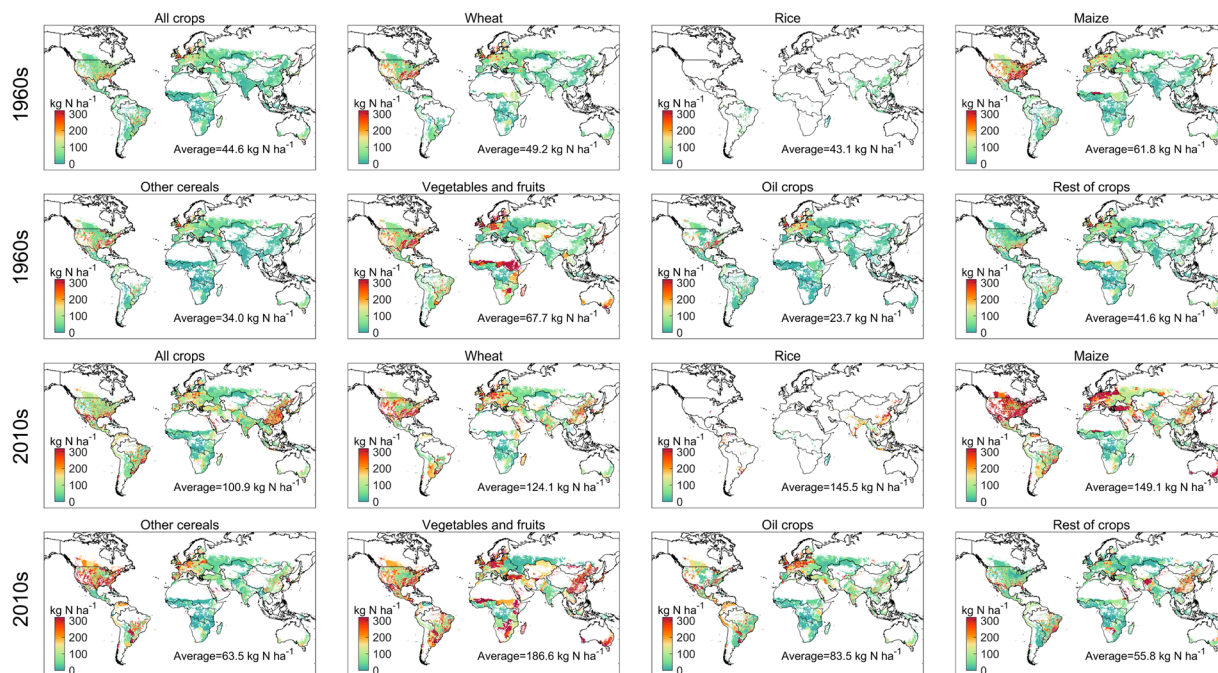 All crops Wheat Rice Maize
1960s
kg N ha-1 kg N ha-1 kg N ha-1 kg N ha-1
300 300 300 300
200 200 200 200
100 100 100 100
0 0 0 0
Average=44.6 kg N ha-1 Average=49.2 kg N ha-1 Average=43.1 kg N ha-1 Average=61.8 kg N ha-1
Other cereals Vegetables and fruits Oil crops Rest of crops
1960s
kg N ha-1 kg N ha-1 kg N ha-1 kg N ha-1
300 300 300 300
200 200 200 200
100 100 100 100
0 0 0 0
Average=34.0 kg N ha-1 Average=67.7 kg N ha-1 Average=23.7 kg N ha-1 Average=41.6 kg N ha-1
All crops Wheat Rice Maize
2010s
kg N ha-1 kg N ha-1 kg N ha-1 kg N ha-1
300 300 300 300
200 200 200 200
100 100 100 100
0 0 0 0
Average=100.9 kg N ha-1 Average=124.1 kg N ha-1 Average=145.5 kg N ha-1 Average=149.1 kg N ha-1
Other cereals Vegetables and fruits Oil crops Rest of crops
2010s
kg N ha-1 kg N ha-1 kg N ha-1 kg N ha-1
300 300 300 300
200 200 200 200
100 100 100 100
0 0 0 0
Average=63.5 kg N ha-1 Average=186.6 kg N ha-1 Average=83.5 kg N ha-1 Average=55.8 kg N ha-1